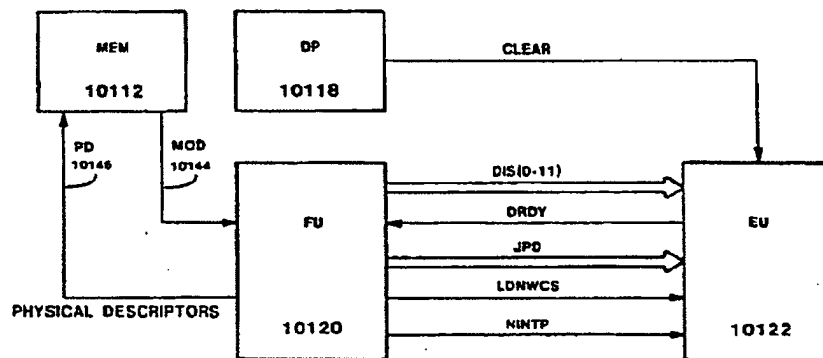 MEM
10112
DP
10118
CLEAR
PD
10146
MOD
10144
DIS(0-11)
DRDY
FU
EU
JPD
LDNWCS
PHYSICAL DESCRIPTORS
NINTP
10120
10122